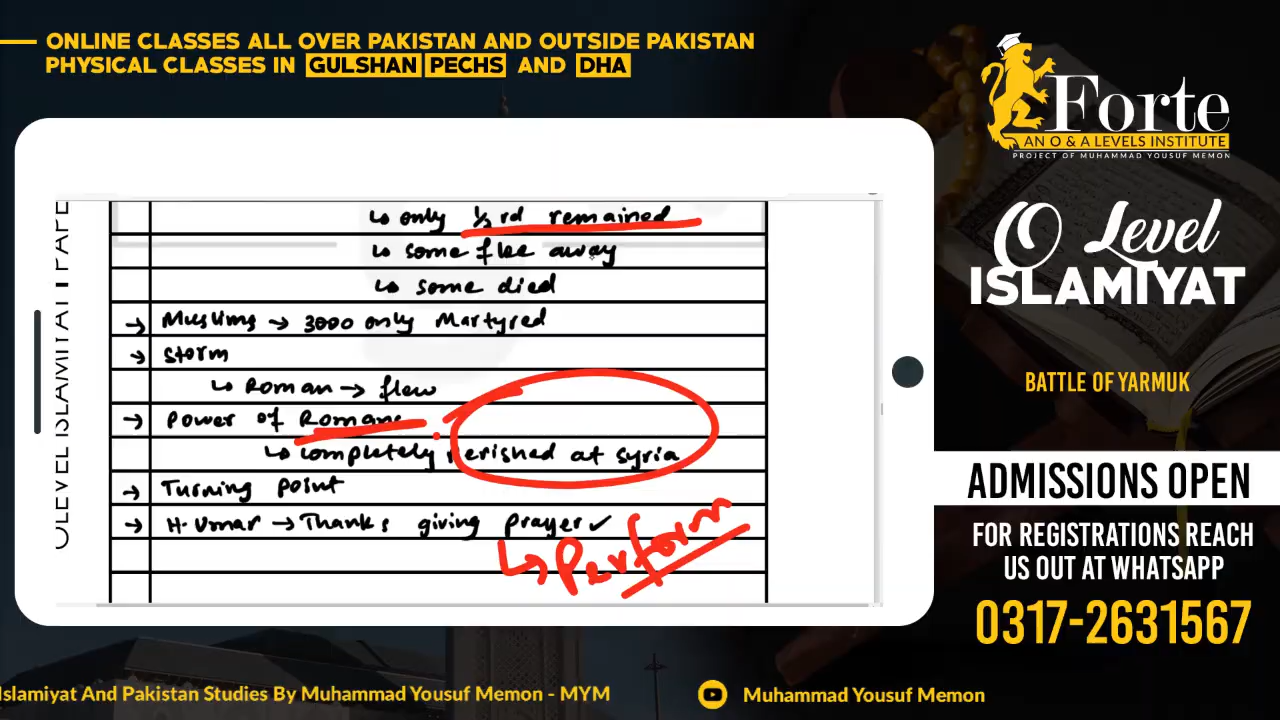 ONLINE CLASSES ALL OVER PAKISTAN AND OUTSIDE PAKISTAN
PHYSICAL CLASSES IN GULSHAN PECHS AND DHA
Forte
AN O & A LEVELS INSTITUTE
PROJECT OF MUHAMMAD YOUSUF MEMON
O Level
ISLAMIYAT
BATTLE OF YARMUK
ADMISSIONS OPEN
FOR REGISTRATIONS REACH
US OUT AT WHATSAPP
0317-2631567
OLEVEL ISLAMIYAT PAPE
↳ only 1/3 rd remained
↳ some flee away
↳ some died
→ Muslims → 3000 only Martyred
→ Storm
↳ Roman → flew
→ Power of Romans
↳ completely perished at syria
→ Turning point
→ H. Umar → Thanks giving prayer ✓
↳ Perform
Islamiyat And Pakistan Studies By Muhammad Yousuf Memon - MYM
Muhammad Yousuf Memon